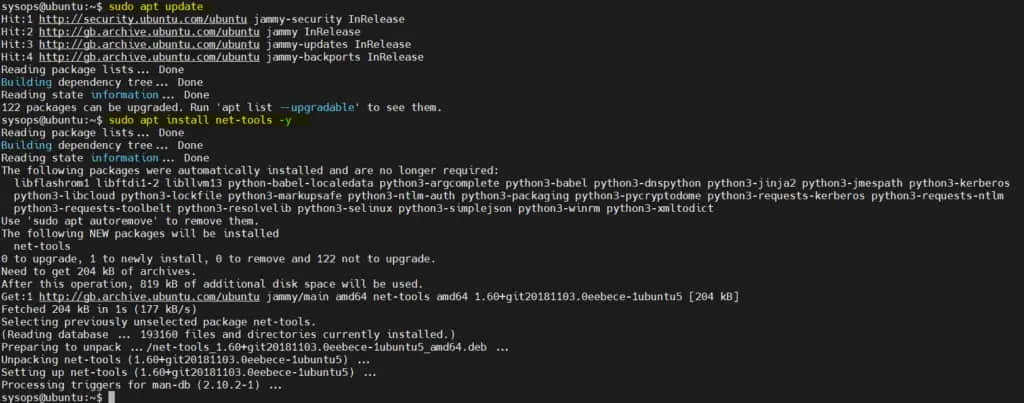 sysops@ubuntu:~$ sudo apt update
Hit:1 http://security.ubuntu.com/ubuntu jammy-security InRelease
Hit:2 http://gb.archive.ubuntu.com/ubuntu jammy InRelease
Hit:3 http://gb.archive.ubuntu.com/ubuntu jammy-updates InRelease
Hit:4 http://gb.archive.ubuntu.com/ubuntu jammy-backports InRelease
Reading package lists... Done
Building dependency tree... Done
Reading state information... Done
122 packages can be upgraded. Run 'apt list --upgradable' to see them.
sysops@ubuntu:~$ sudo apt install net-tools -y
Reading package lists... Done
Building dependency tree... Done
Reading state information... Done
The following packages were automatically installed and are no longer required:
libflashrom1 libftdi1-2 libllvm13 python-babel-localedata python3-argcomplete python3-babel python3-dnspython python3-jinja2 python3-jmespath python3-kerberos
python3-libcloud python3-lockfile python3-markupsafe python3-ntlm-auth python3-packaging python3-pycryptodome python3-requests-kerberos python3-requests-ntlm
python3-requests-toolbelt python3-resolvelib python3-selinux python3-simplejson python3-winrm python3-xmltodict
Use 'sudo apt autoremove' to remove them.
The following NEW packages will be installed
net-tools
0 to upgrade, 1 to newly install, 0 to remove and 122 not to upgrade.
Need to get 204 kB of archives.
After this operation, 819 kB of additional disk space will be used.
Get:1 http://gb.archive.ubuntu.com/ubuntu jammy/main amd64 net-tools amd64 1.60+git20181103.0eebece-1ubuntu5 [204 kB]
Fetched 204 kB in 1s (177 kB/s)
Selecting previously unselected package net-tools.
(Reading database ... 193160 files and directories currently installed.)
Preparing to unpack .../net-tools_1.60+git20181103.0eebece-1ubuntu5_amd64.deb ...
Unpacking net-tools (1.60+git20181103.0eebece-1ubuntu5) ...
Setting up net-tools (1.60+git20181103.0eebece-1ubuntu5) ...
Processing triggers for man-db (2.10.2-1) ...
sysops@ubuntu:~$